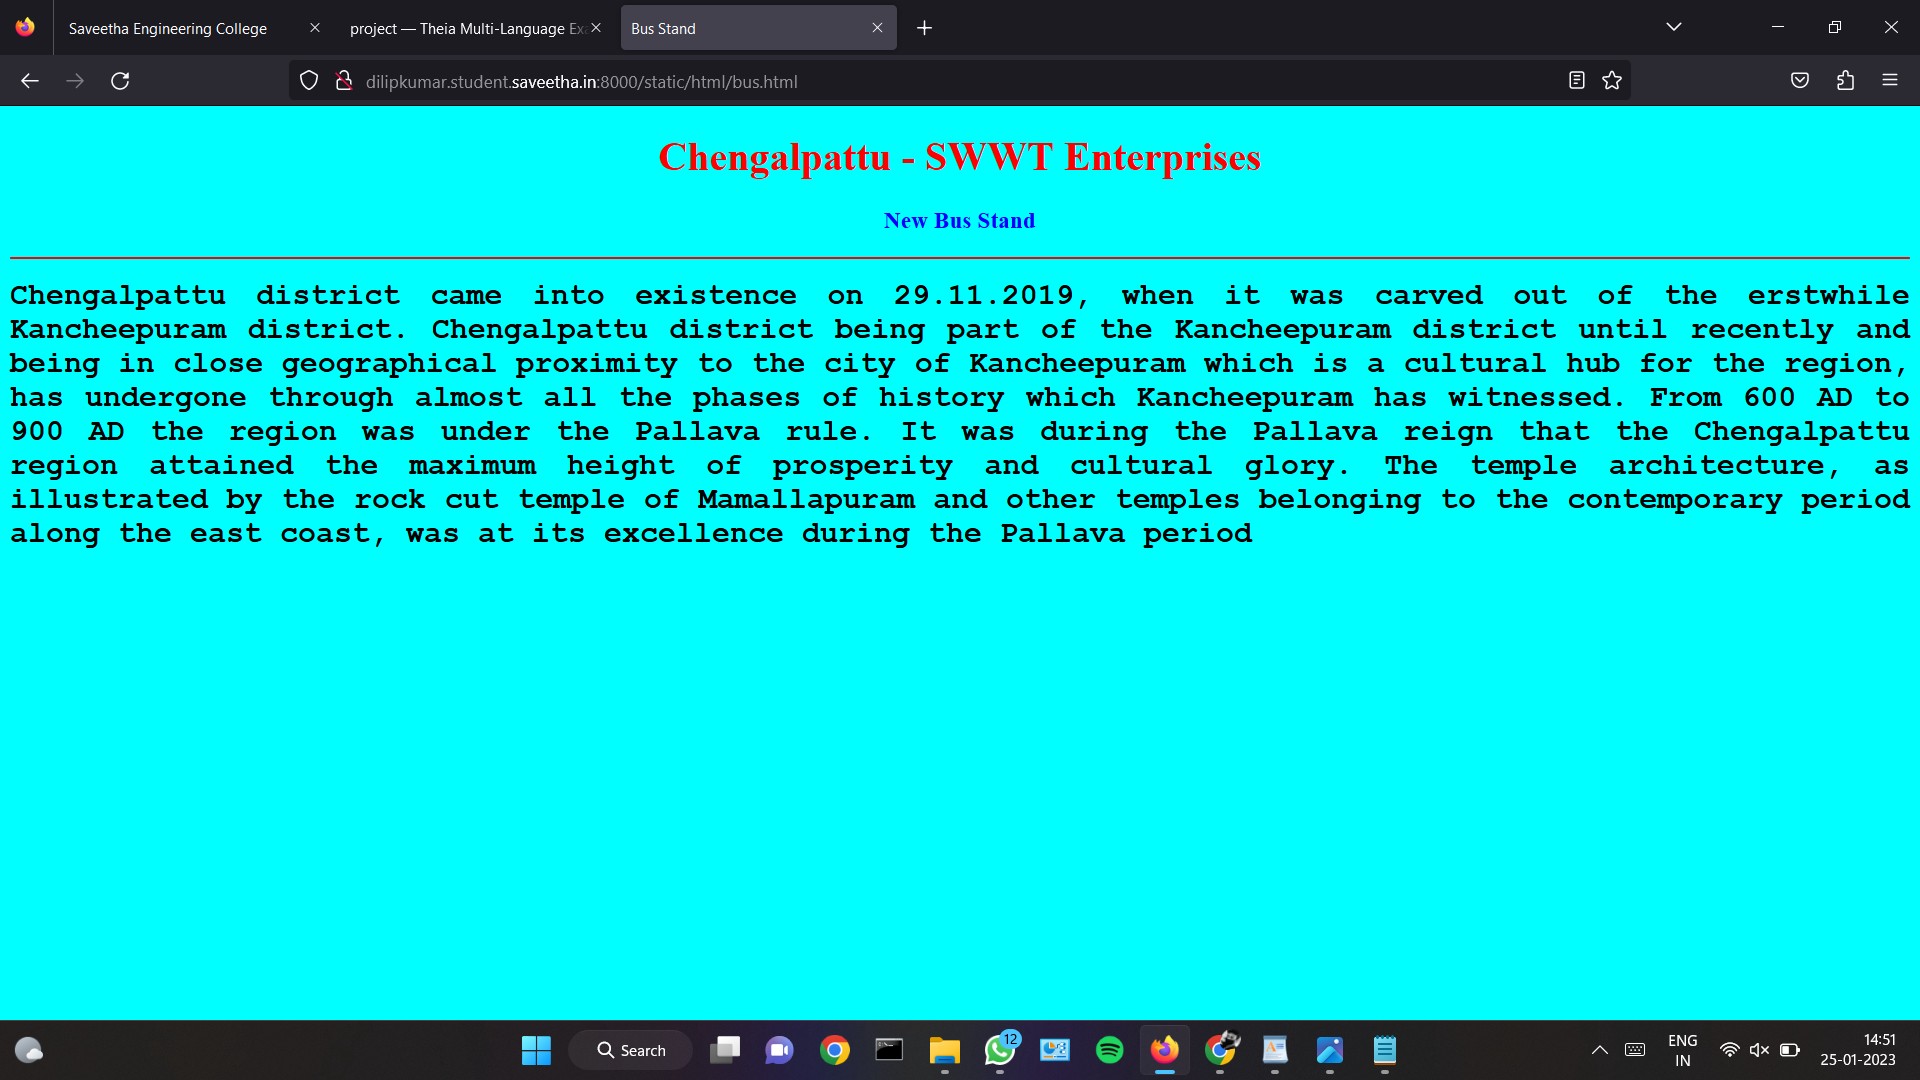 Saveetha Engineering College
project — Theia Multi-Language Ex
Bus Stand
dilipkumar.student.saveetha.in:8000/static/html/bus.html
Chengalpattu - SWWT Enterprises
New Bus Stand
Chengalpattu district came into existence on 29.11.2019, when it was carved out of the erstwhile
Kancheepuram district. Chengalpattu district being part of the Kancheepuram district until recently and
being in close geographical proximity to the city of Kancheepuram which is a cultural hub for the region,
has undergone through almost all the phases of history which Kancheepuram has witnessed. From 600 AD to
900 AD the region was under the Pallava rule. It was during the Pallava reign that the Chengalpattu
region attained the maximum height of prosperity and cultural glory. The temple architecture, as
illustrated by the rock cut temple of Mamallapuram and other temples belonging to the contemporary period
along the east coast, was at its excellence during the Pallava period
Search
12
ENG
IN
14:51
25-01-2023